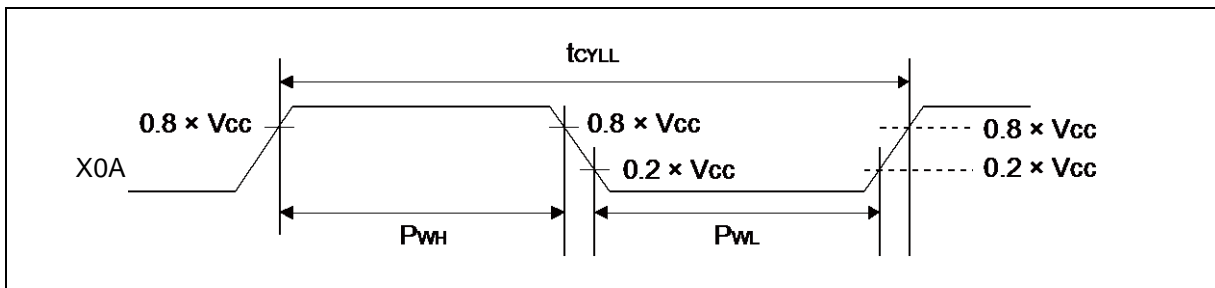 tCYLL
0.8 × Vcc
0.8 × Vcc
0.8 × Vcc
X0A
0.2 × Vcc
0.2 × Vcc
PWH
PWL